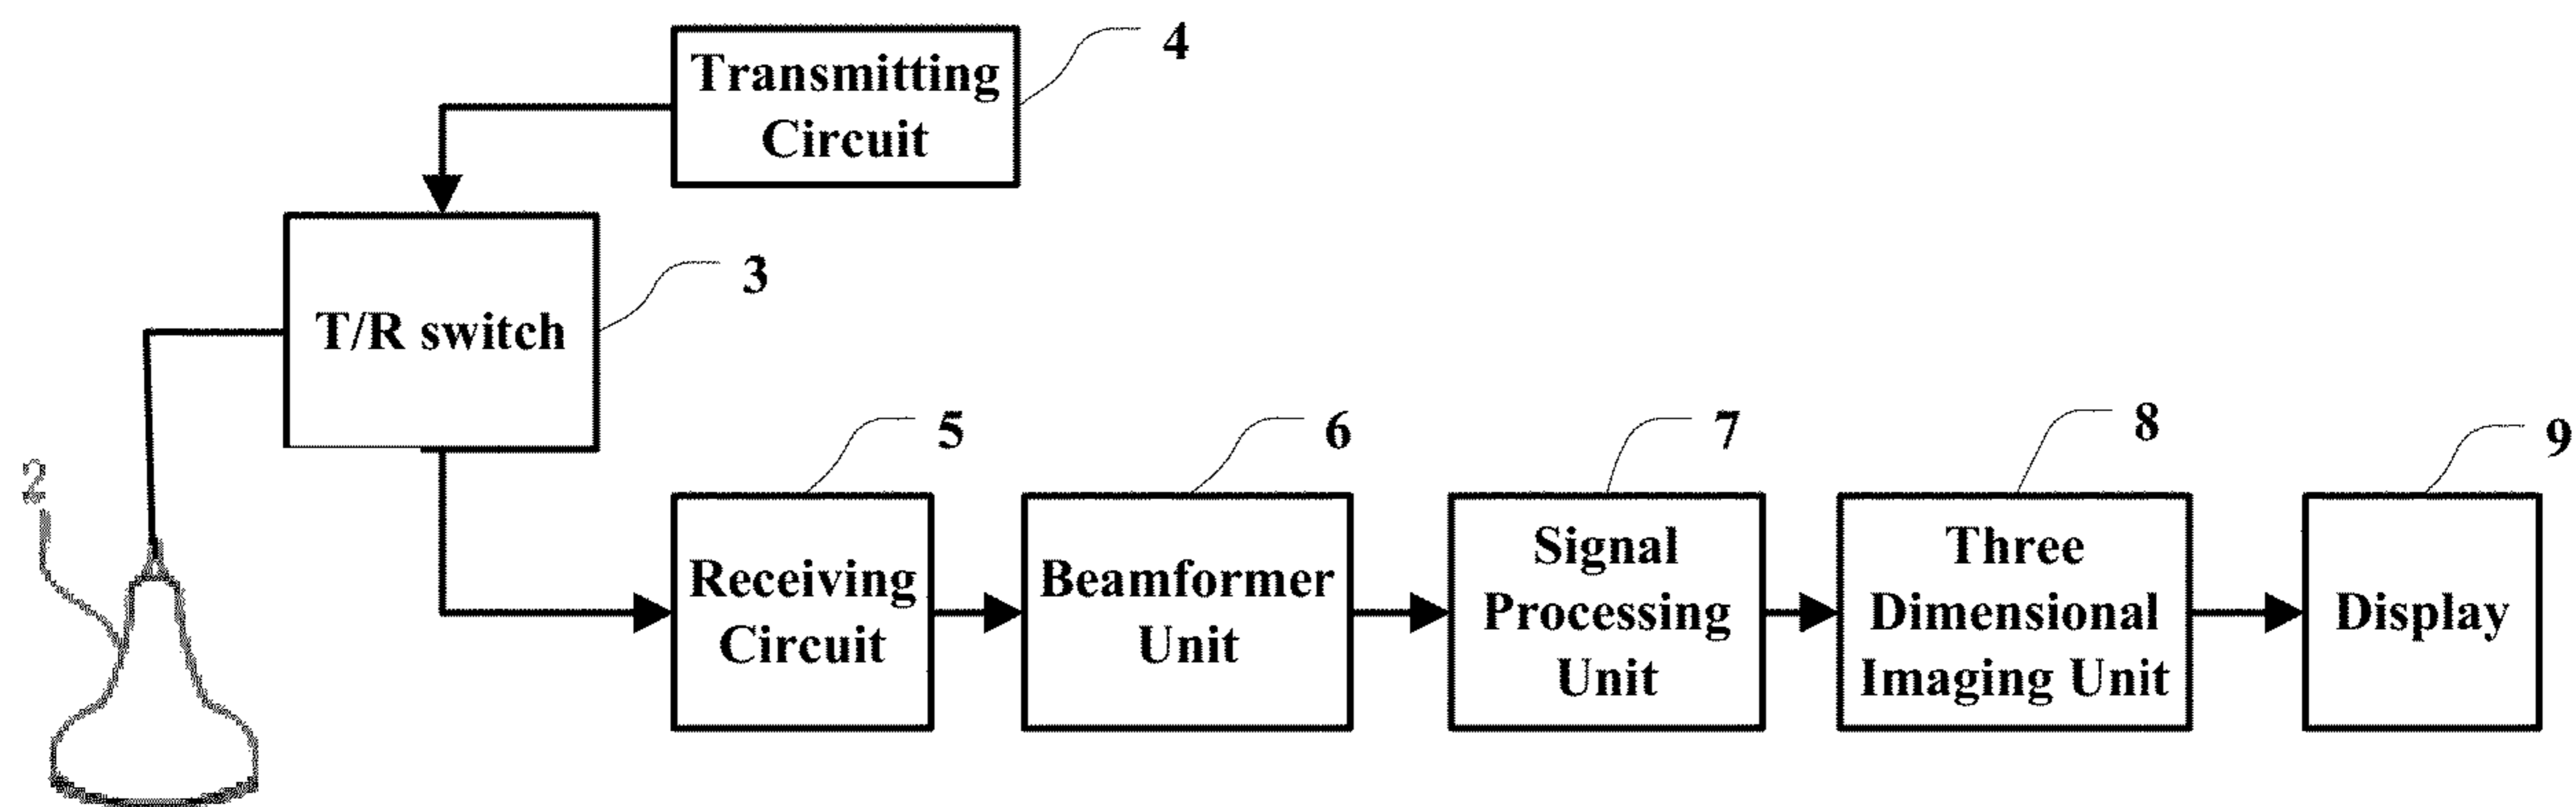 Transmitting
Circuit
4
T/R switch
3
2
5
Receiving
Circuit
6
Beamformer
Unit
7
Signal
Processing
Unit
8
Three
Dimensional
Imaging Unit
9
Display